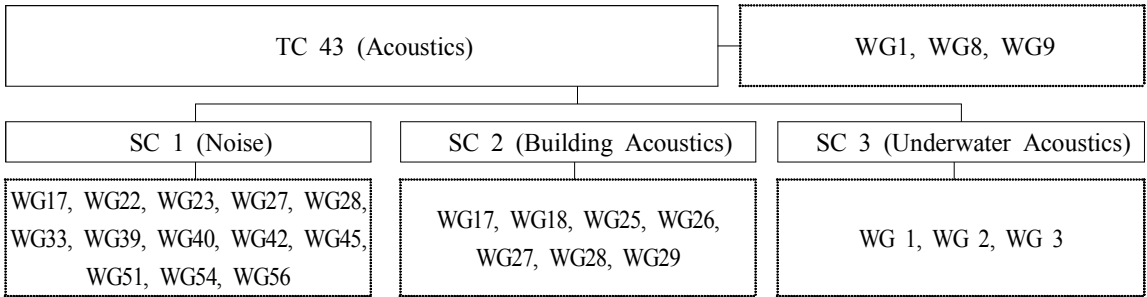 TC 43 (Acoustics)
WG1, WG8, WG9
SC 1 (Noise)
SC 2 (Building Acoustics)
SC 3 (Underwater Acoustics)
WG17, WG22, WG23, WG27, WG28,
WG33, WG39, WG40, WG42, WG45,
WG51, WG54, WG56
WG17, WG18, WG25, WG26,
WG27, WG28, WG29
WG 1, WG 2, WG 3